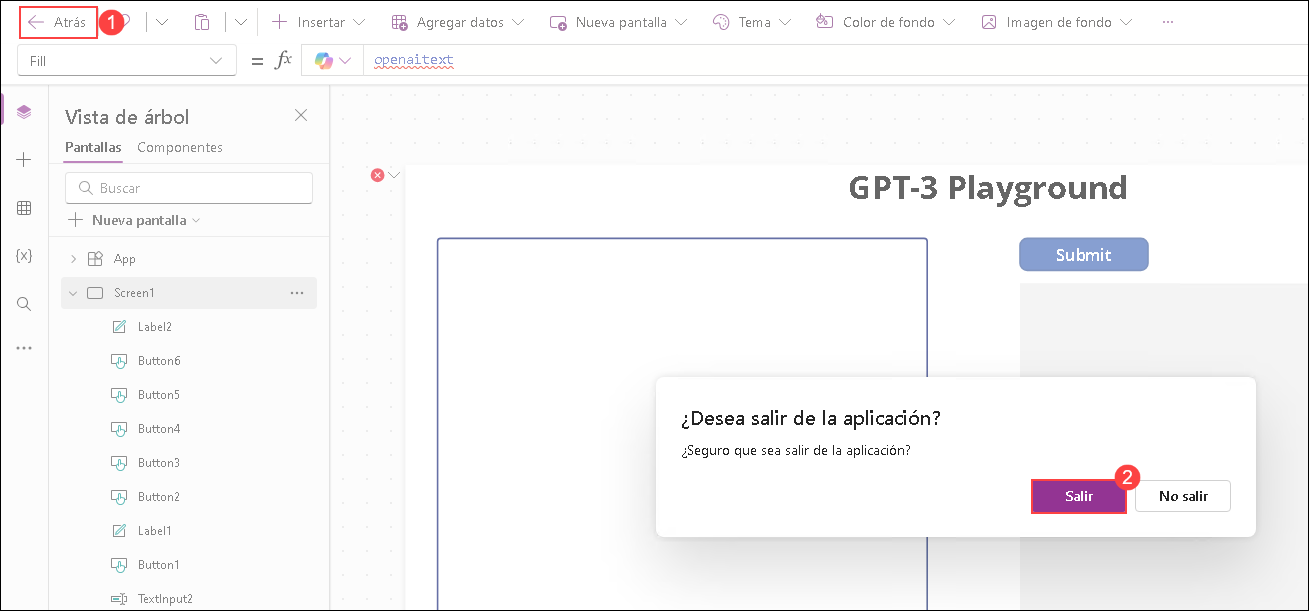 Atrás
1
Insertar
Agregar datos
Nueva pantalla
Tema
Color de fondo
Imagen de fondo
...
Fill
= fx
openaitext
Vista de árbol
Pantallas
Componentes
Buscar
Nueva pantalla
App
Screen1
...
Label2
Button6
Button5
Button4
Button3
Button2
Label1
Button1
TextInput2
{x}
GPT-3 Playground
Submit
¿Desea salir de la aplicación?
¿Seguro que sea salir de la aplicación?
2
Salir
No salir